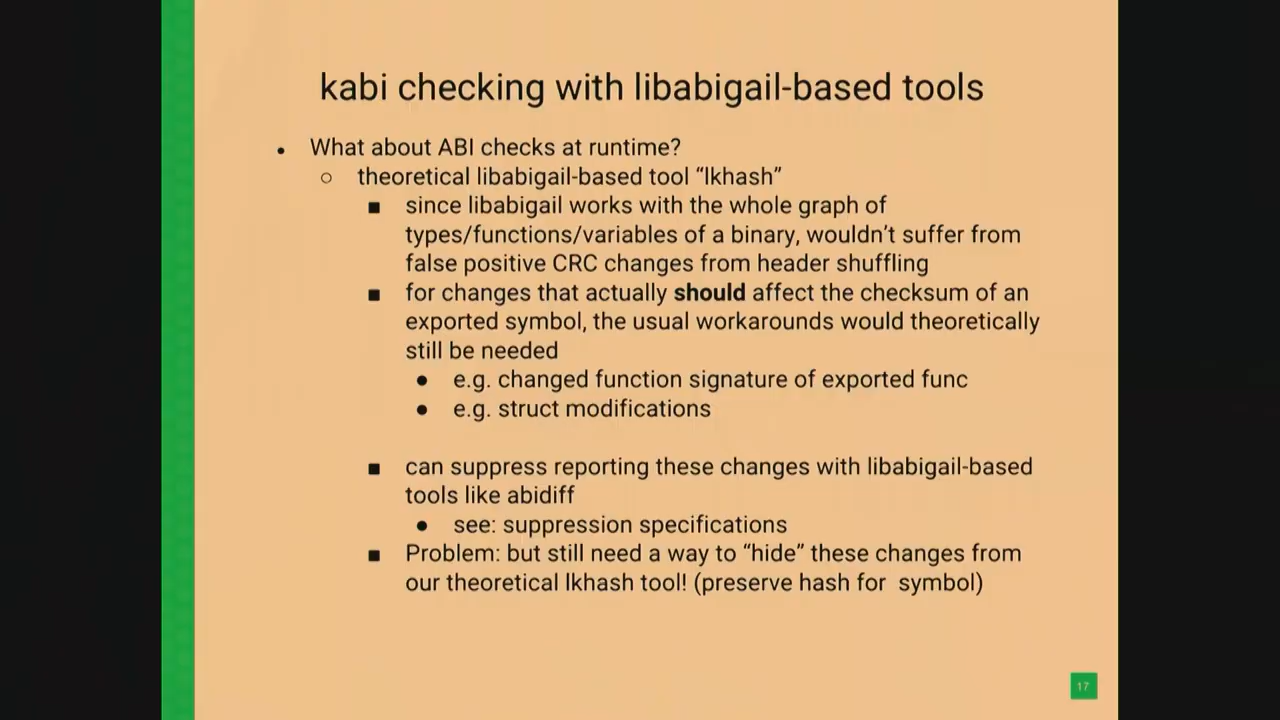 kabi checking with libabigail-based tools
● What about ABI checks at runtime?
○ theoretical libabigail-based tool “lkhash”
■ since libabigail works with the whole graph of
types/functions/variables of a binary, wouldn’t suffer from
false positive CRC changes from header shuffling
■ for changes that actually should affect the checksum of an
exported symbol, the usual workarounds would theoretically
still be needed
● e.g. changed function signature of exported func
● e.g. struct modifications
■ can suppress reporting these changes with libabigail-based
tools like abidiff
● see: suppression specifications
■ Problem: but still need a way to “hide” these changes from
our theoretical lkhash tool! (preserve hash for  symbol)
17